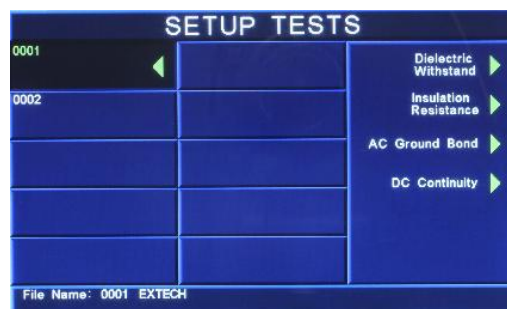 SETUP TESTS
0001
0002
Dielectric
Withstand
Insulation
Resistance
AC Ground Bond
DC Continuity
File Name: 0001 EXTECH